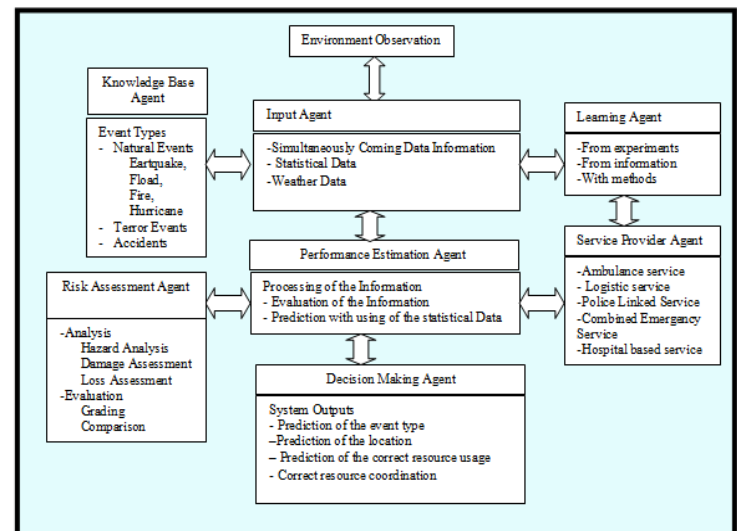 Environment Observation
Knowledge Base
Agent
Event Types
- Natural Events
Eartquake,
Fload,
Fire,
Hurricane
- Terror Events
- Accidents
Input Agent
-Simultaneously Coming Data Information
- Statistical Data
-Weather Data
Learning Agent
-From experiments
-From information
-With methods
Performance Estimation Agent
Processing of the Information
- Evaluation of the Information
- Prediction with using of the statistical Data
Service Provider Agent
-Ambulance service
- Logistic service
-Police Linked Service
-Combined Emergency
Service
-Hospital based service
Risk Assessment Agent
-Analysis
Hazard Analysis
Damage Assessment
Loss Assessment
-Evaluation
Grading
Comparison
Decision Making Agent
System Outputs
- Prediction of the event type
–Prediction of the location
– Prediction of the correct resource usage
- Correct resource coordination